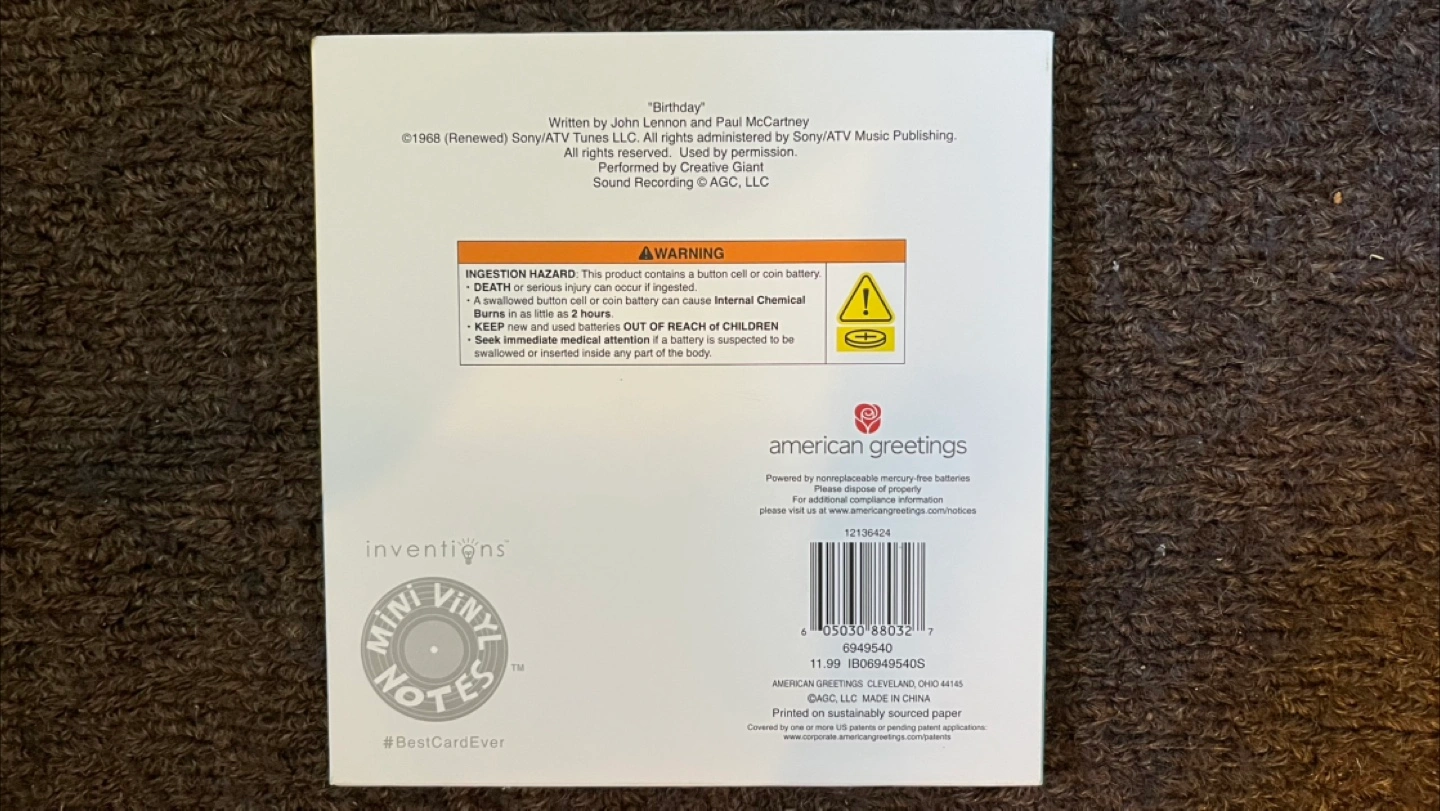 "Birthday"
Written by John Lennon and Paul McCartney
©1968 (Renewed) Sony/ATV Tunes LLC. All rights administered by Sony/ATV Music Publishing.
All rights reserved. Used by permission.
Performed by Creative Giant
Sound Recording © AGC, LLC
⚠WARNING
INGESTION HAZARD: This product contains a button cell or coin battery.
• DEATH or serious injury can occur if ingested.
• A swallowed button cell or coin battery can cause Internal Chemical
Burns in as little as 2 hours.
• KEEP new and used batteries OUT OF REACH of CHILDREN
• Seek immediate medical attention if a battery is suspected to be
swallowed or inserted inside any part of the body.
american greetings
Powered by nonreplaceable mercury-free batteries
Please dispose of properly
For additional compliance information
please visit us at www.americangreetings.com/notices
12136424
6 05030 88032 7
6949540
11.99 IB06949540S
AMERICAN GREETINGS CLEVELAND, OHIO 44145
©AGC, LLC MADE IN CHINA
Printed on sustainably sourced paper
Covered by one or more US patents or pending patent applications:
www.corporate.americangreetings.com/patents
inventions™
MiNi ViNYL
NOTES™
#BestCardEver